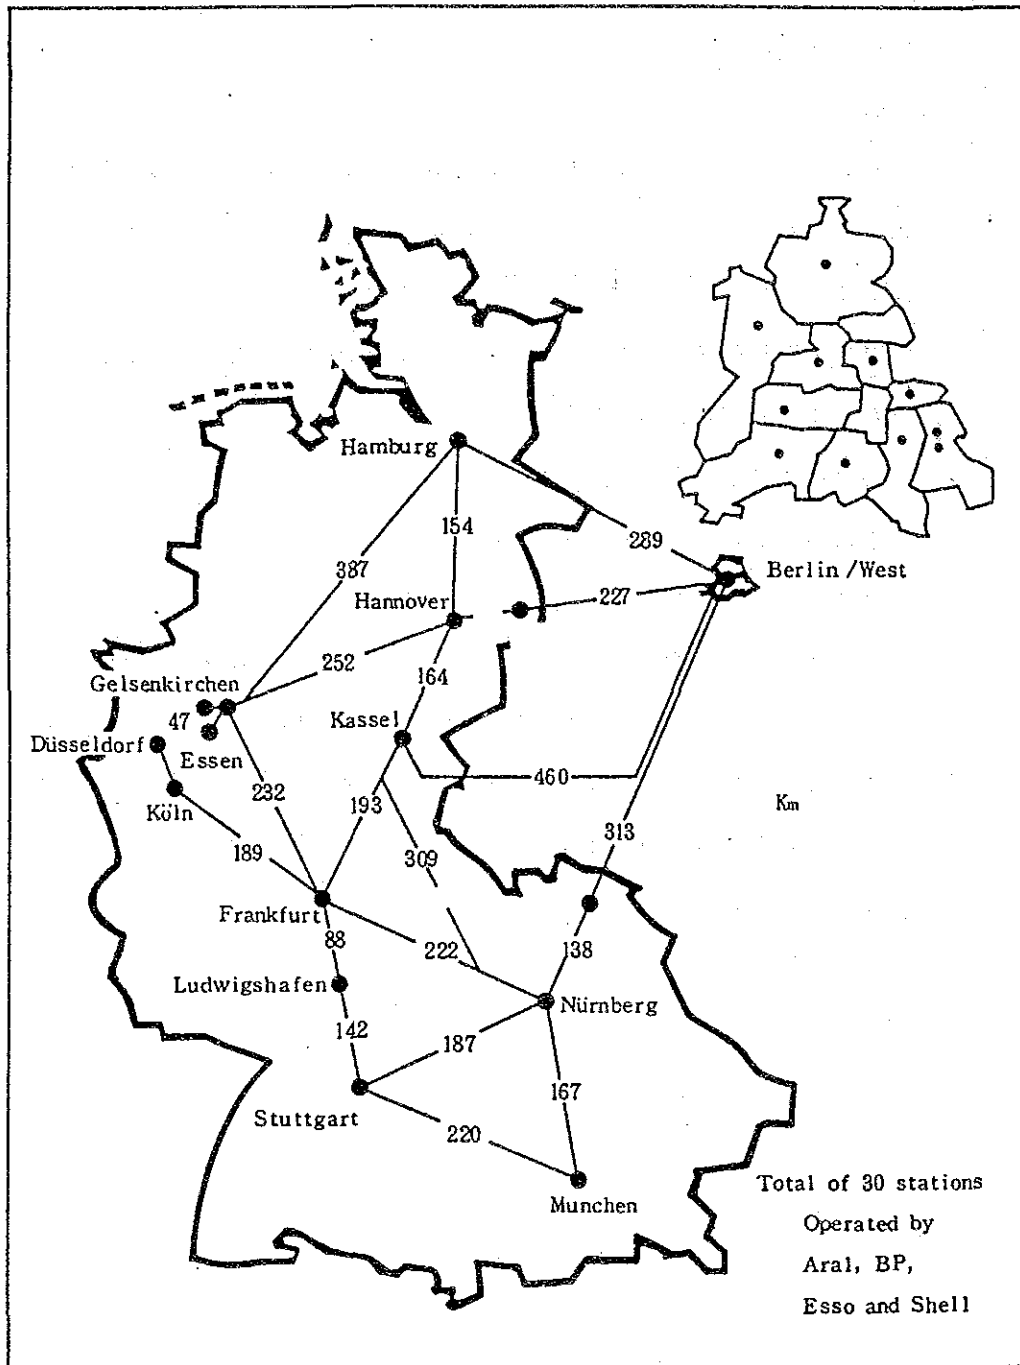 Hamburg
154
289
387
Berlin /West
Hannover
227
252
164
Gelsenkirchen
47
Kassel
Düsseldorf
Essen
460
232
193
Km
Köln
313
189
309
Frankfurt
88
222
138
Ludwigshafen
Nürnberg
142
187
167
Stuttgart
220
Total of 30 stations
Munchen
Operated by
Aral, BP,
Esso and Shell